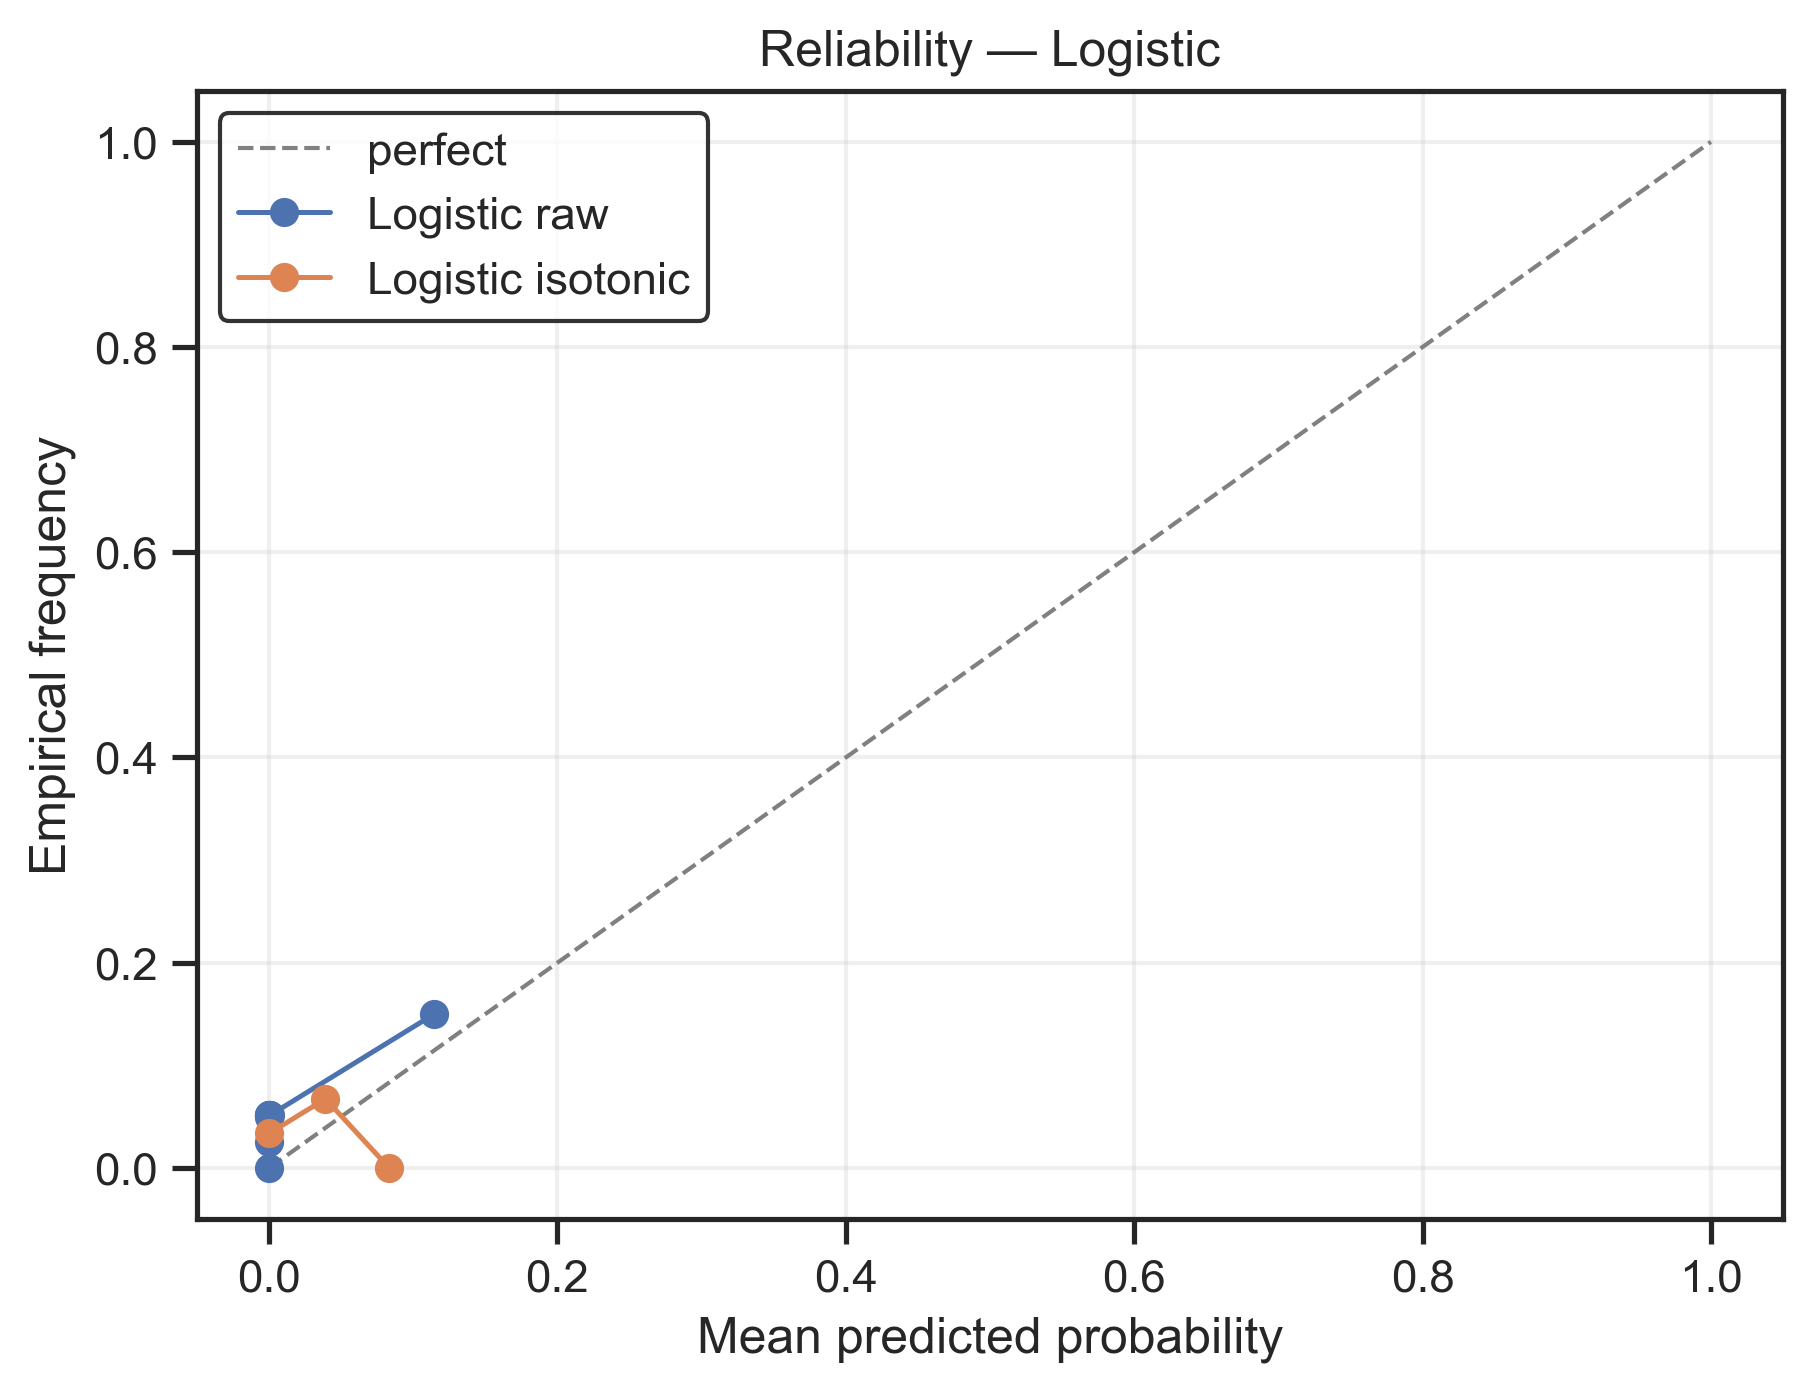 Reliability — Logistic
perfect
Logistic raw
Logistic isotonic
1.0
0.8
0.6
0.4
0.2
0.0
Empirical frequency
0.0 0.2 0.4 0.6 0.8 1.0
Mean predicted probability